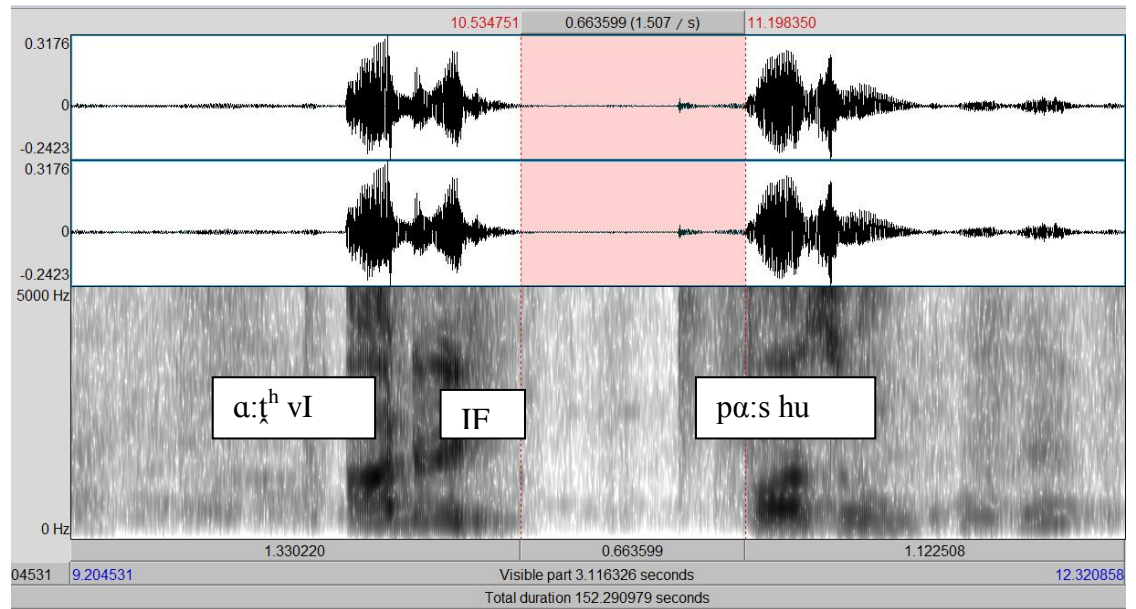 10.534751 0.663599 (1.507 / s) 11.198350
0.3176
0
-0.2423
0.3176
0
-0.2423
5000 Hz
ɑ:ṱʰ vI IF pɑ:s hu
0 Hz
1.330220 0.663599 1.122508
04531 9.204531 Visible part 3.116326 seconds 12.320858
Total duration 152.290979 seconds